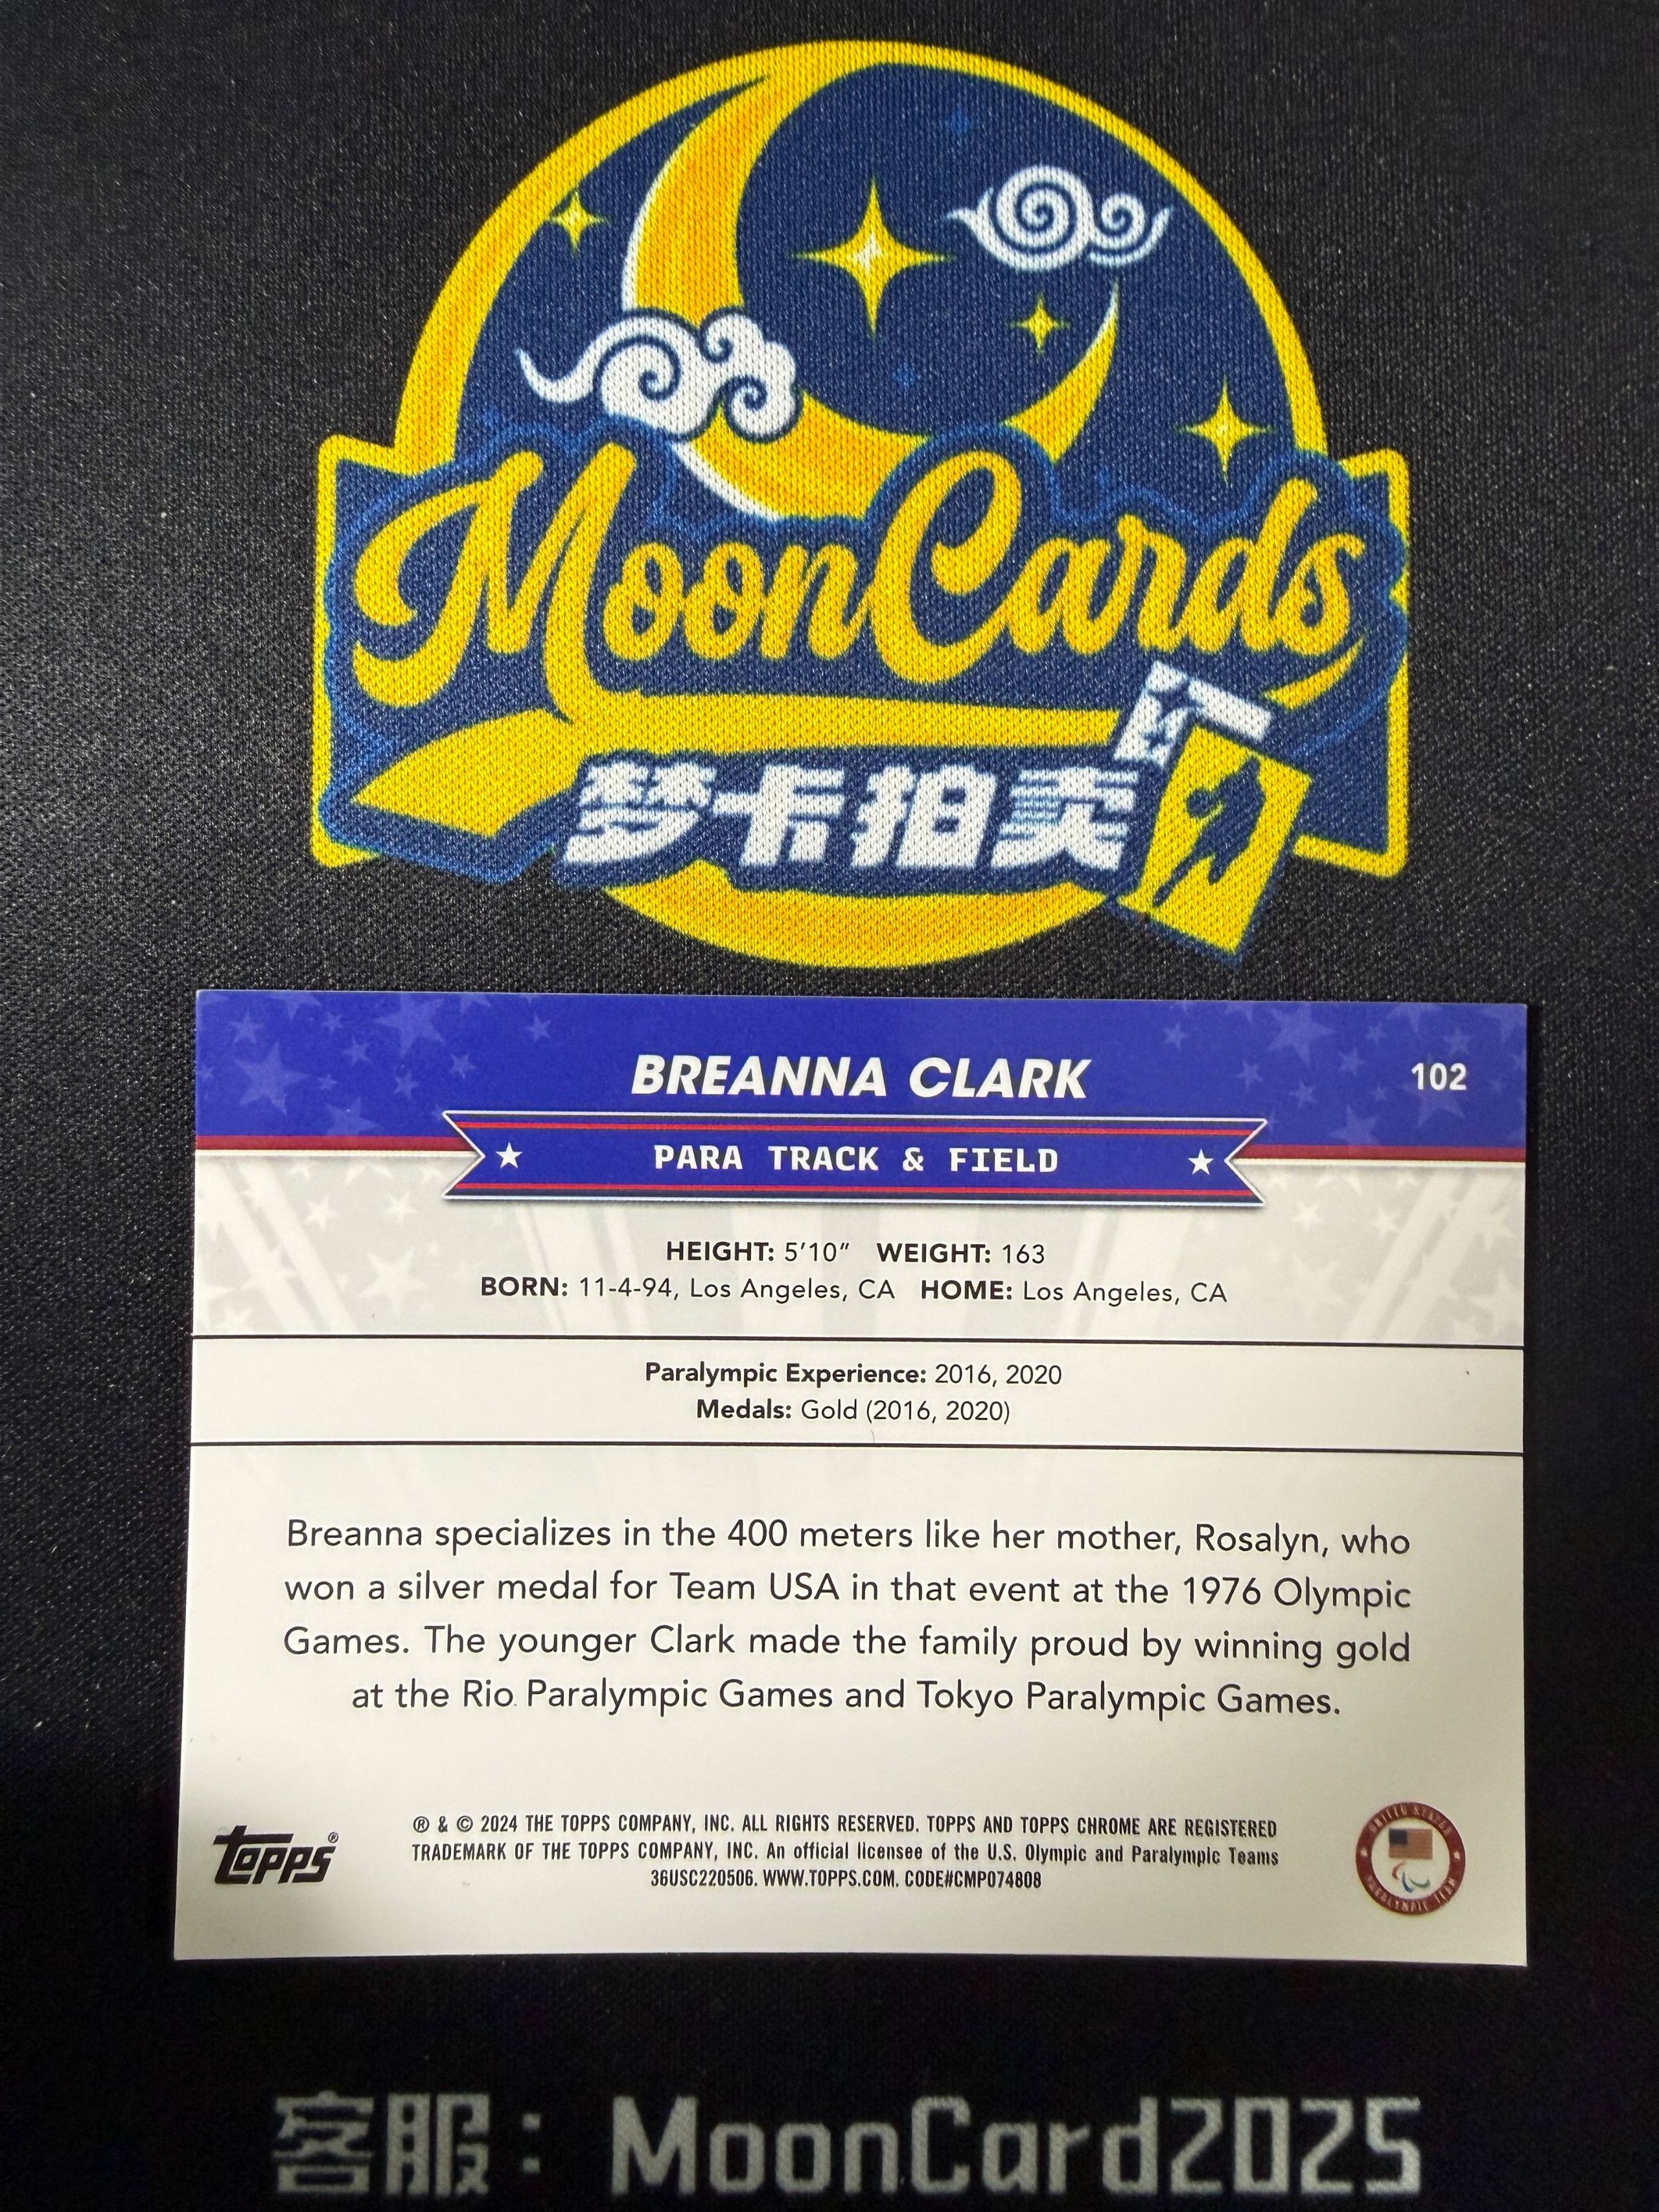 MoonCards
梦卡拍卖
BREANNA CLARK
102
PARA TRACK & FIELD
HEIGHT: 5'10" WEIGHT: 163
BORN: 11-4-94, Los Angeles, CA HOME: Los Angeles, CA
Paralympic Experience: 2016, 2020
Medals: Gold (2016, 2020)
Breanna specializes in the 400 meters like her mother, Rosalyn, who
won a silver medal for Team USA in that event at the 1976 Olympic
Games. The younger Clark made the family proud by winning gold
at the Rio Paralympic Games and Tokyo Paralympic Games.
Topps®
® & © 2024 THE TOPPS COMPANY, INC. ALL RIGHTS RESERVED. TOPPS AND TOPPS CHROME ARE REGISTERED
TRADEMARK OF THE TOPPS COMPANY, INC. An official licensee of the U.S. Olympic and Paralympic Teams
36USC220506. WWW.TOPPS.COM. CODE#CMP074808
UNITED STATES
PARALYMPIC TEAM
客服：MoonCard2025